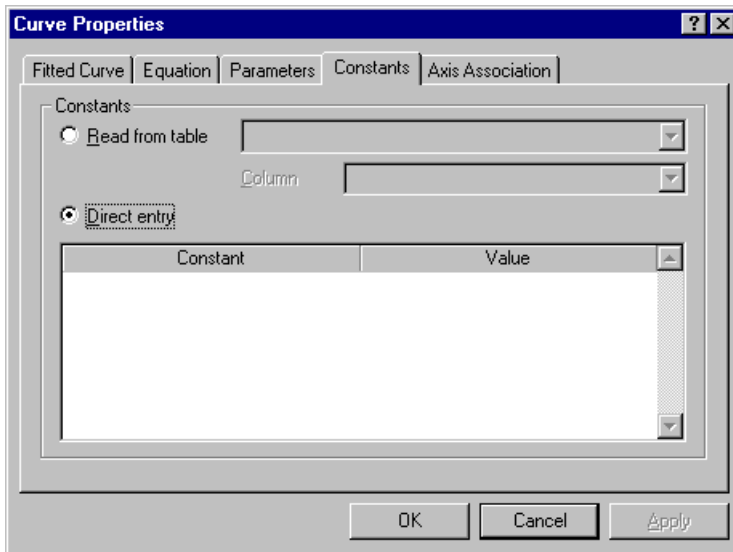 Curve Properties
Fitted Curve Equation Parameters Constants Axis Association
Constants
Read from table
Column
Direct entry
Constant Value
OK Cancel Apply